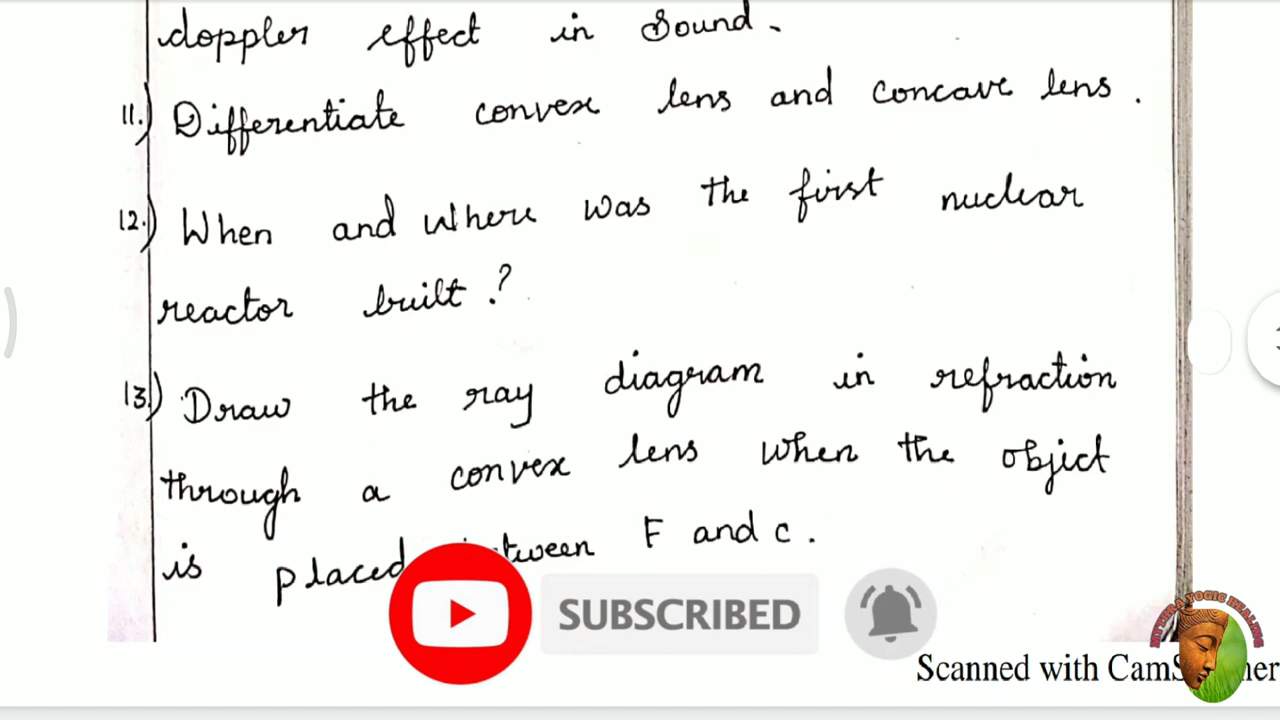 doppler effect in Sound.
11.) Differentiate convex lens and concave lens.
12.) When and where was the first nuclear
reactor built?
13.) Draw the ray diagram in refraction
through a convex lens when the object
is placed between F and c.
SUBSCRIBED
Scanned with